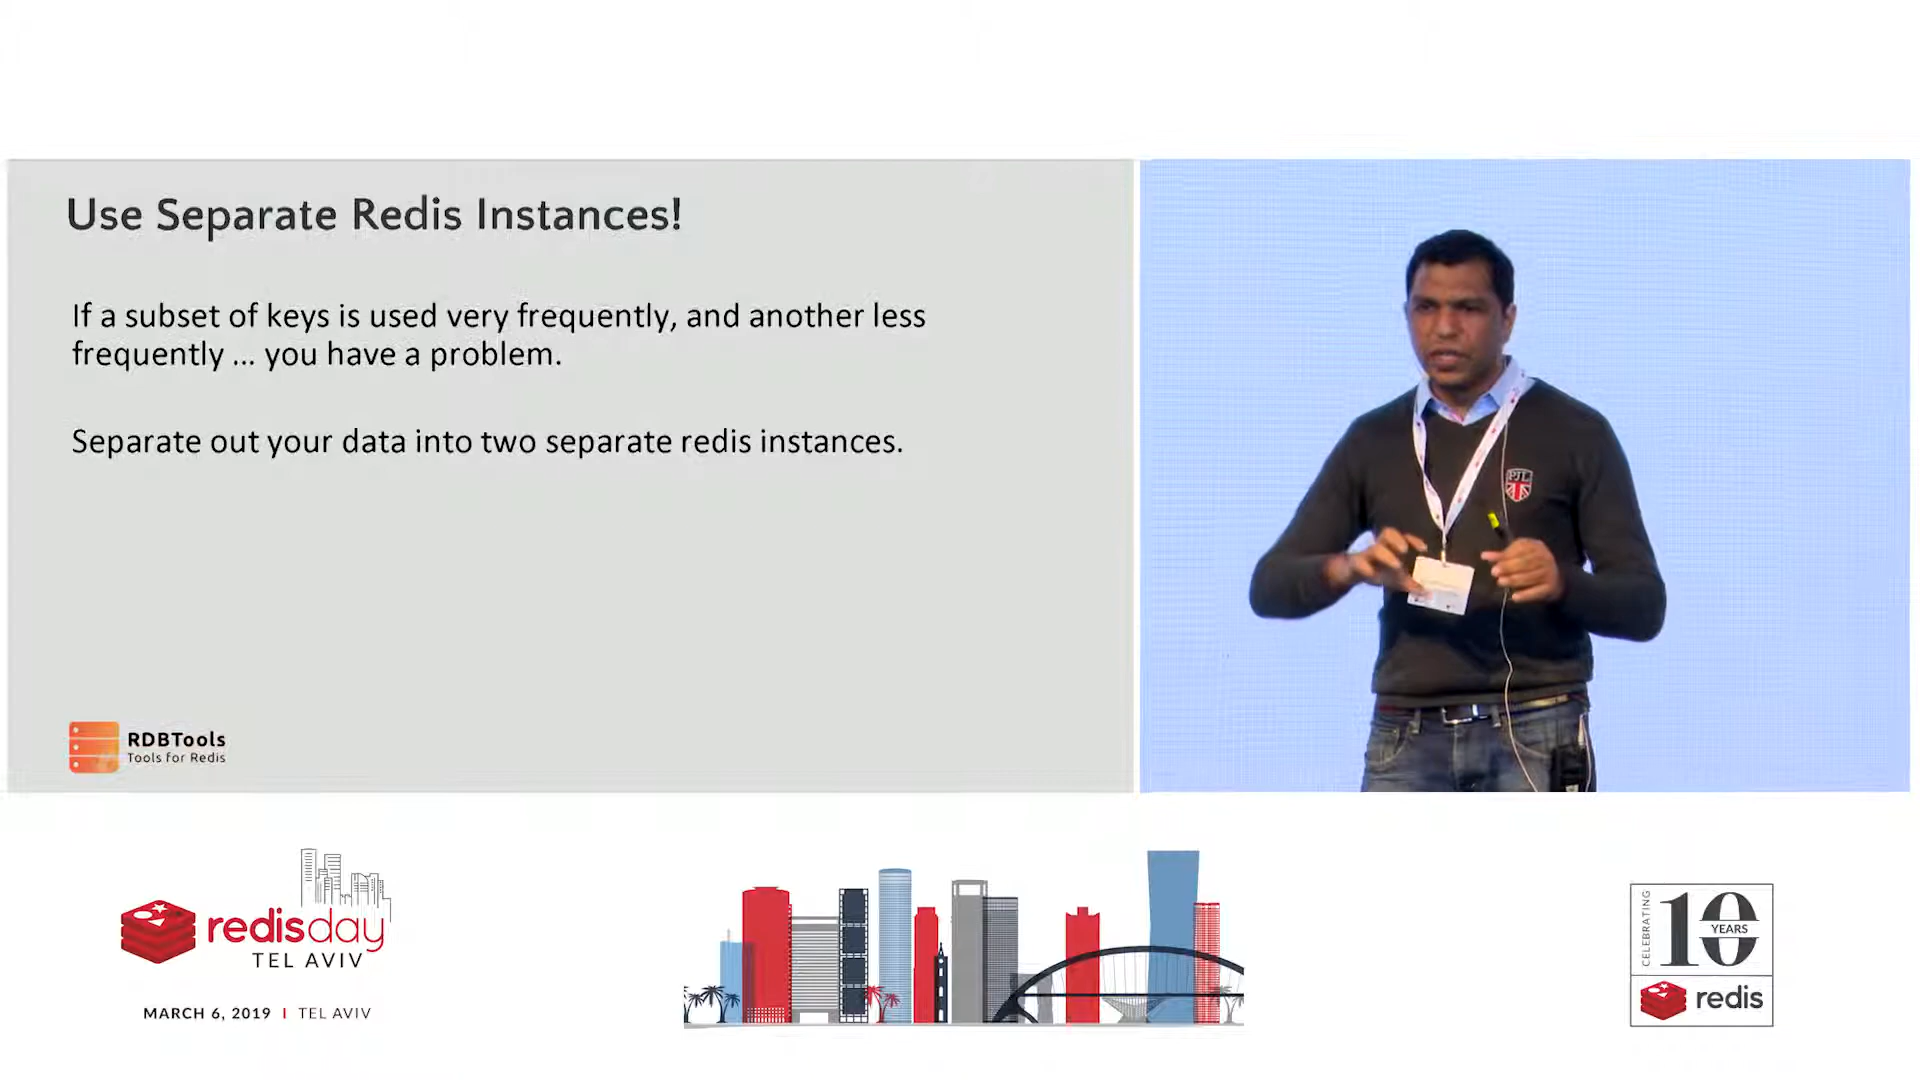 Use Separate Redis Instances!
If a subset of keys is used very frequently, and another less
frequently ... you have a problem.
Separate out your data into two separate redis instances.
RDBTools
Tools for Redis
PJL
redisday
TEL AVIV
MARCH 6, 2019 | TEL AVIV
CELEBRATING
10
YEARS
redis